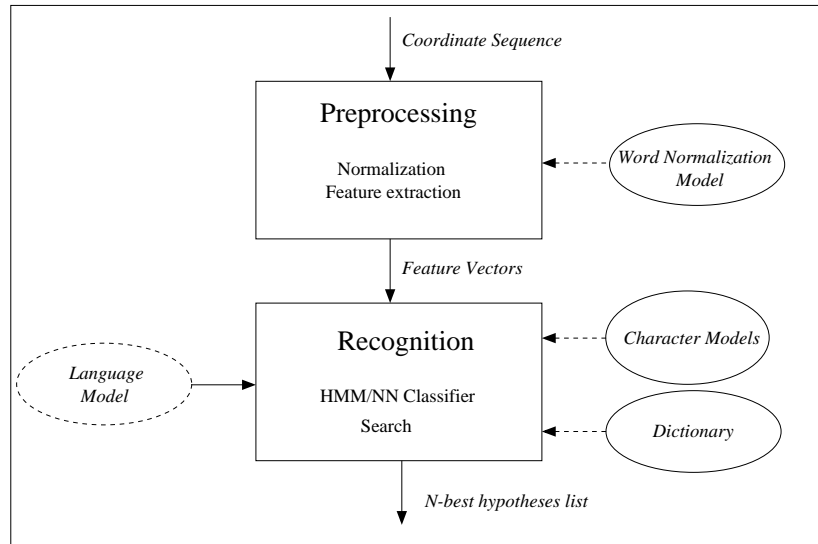 Coordinate Sequence
Preprocessing
Normalization
Feature extraction
Word Normalization
Model
Feature Vectors
Recognition
HMM/NN Classifier
Search
Character Models
Language
Model
Dictionary
N-best hypotheses list